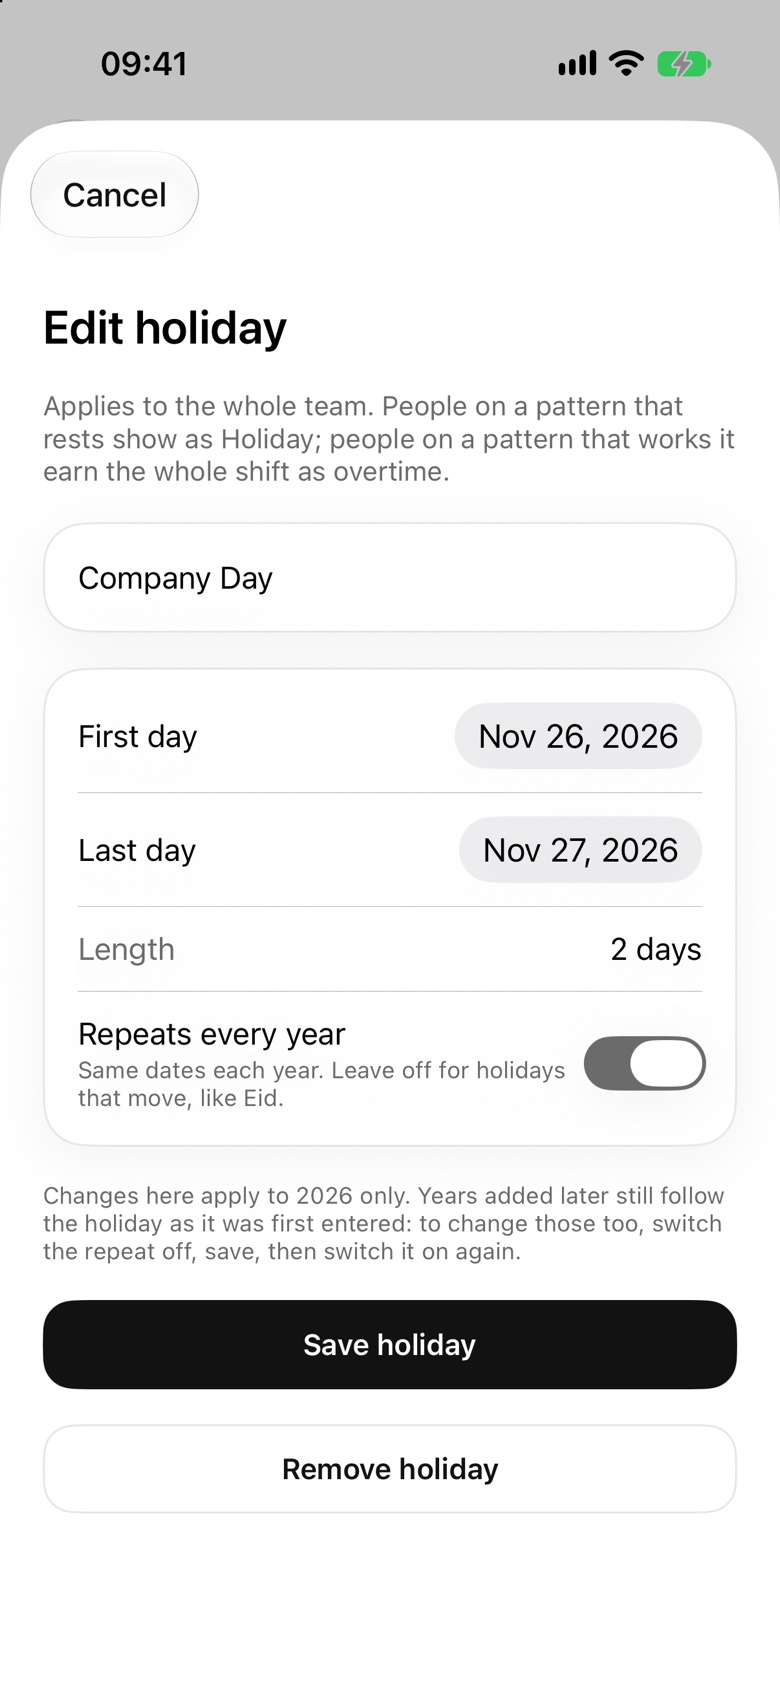 09:41
Cancel
Edit holiday
Applies to the whole team. People on a pattern that
rests show as Holiday; people on a pattern that works it
earn the whole shift as overtime.
Company Day
First day
Nov 26, 2026
Last day
Nov 27, 2026
Length
2 days
Repeats every year
Same dates each year. Leave off for holidays
that move, like Eid.
Changes here apply to 2026 only. Years added later still follow
the holiday as it was first entered: to change those too, switch
the repeat off, save, then switch it on again.
Save holiday
Remove holiday